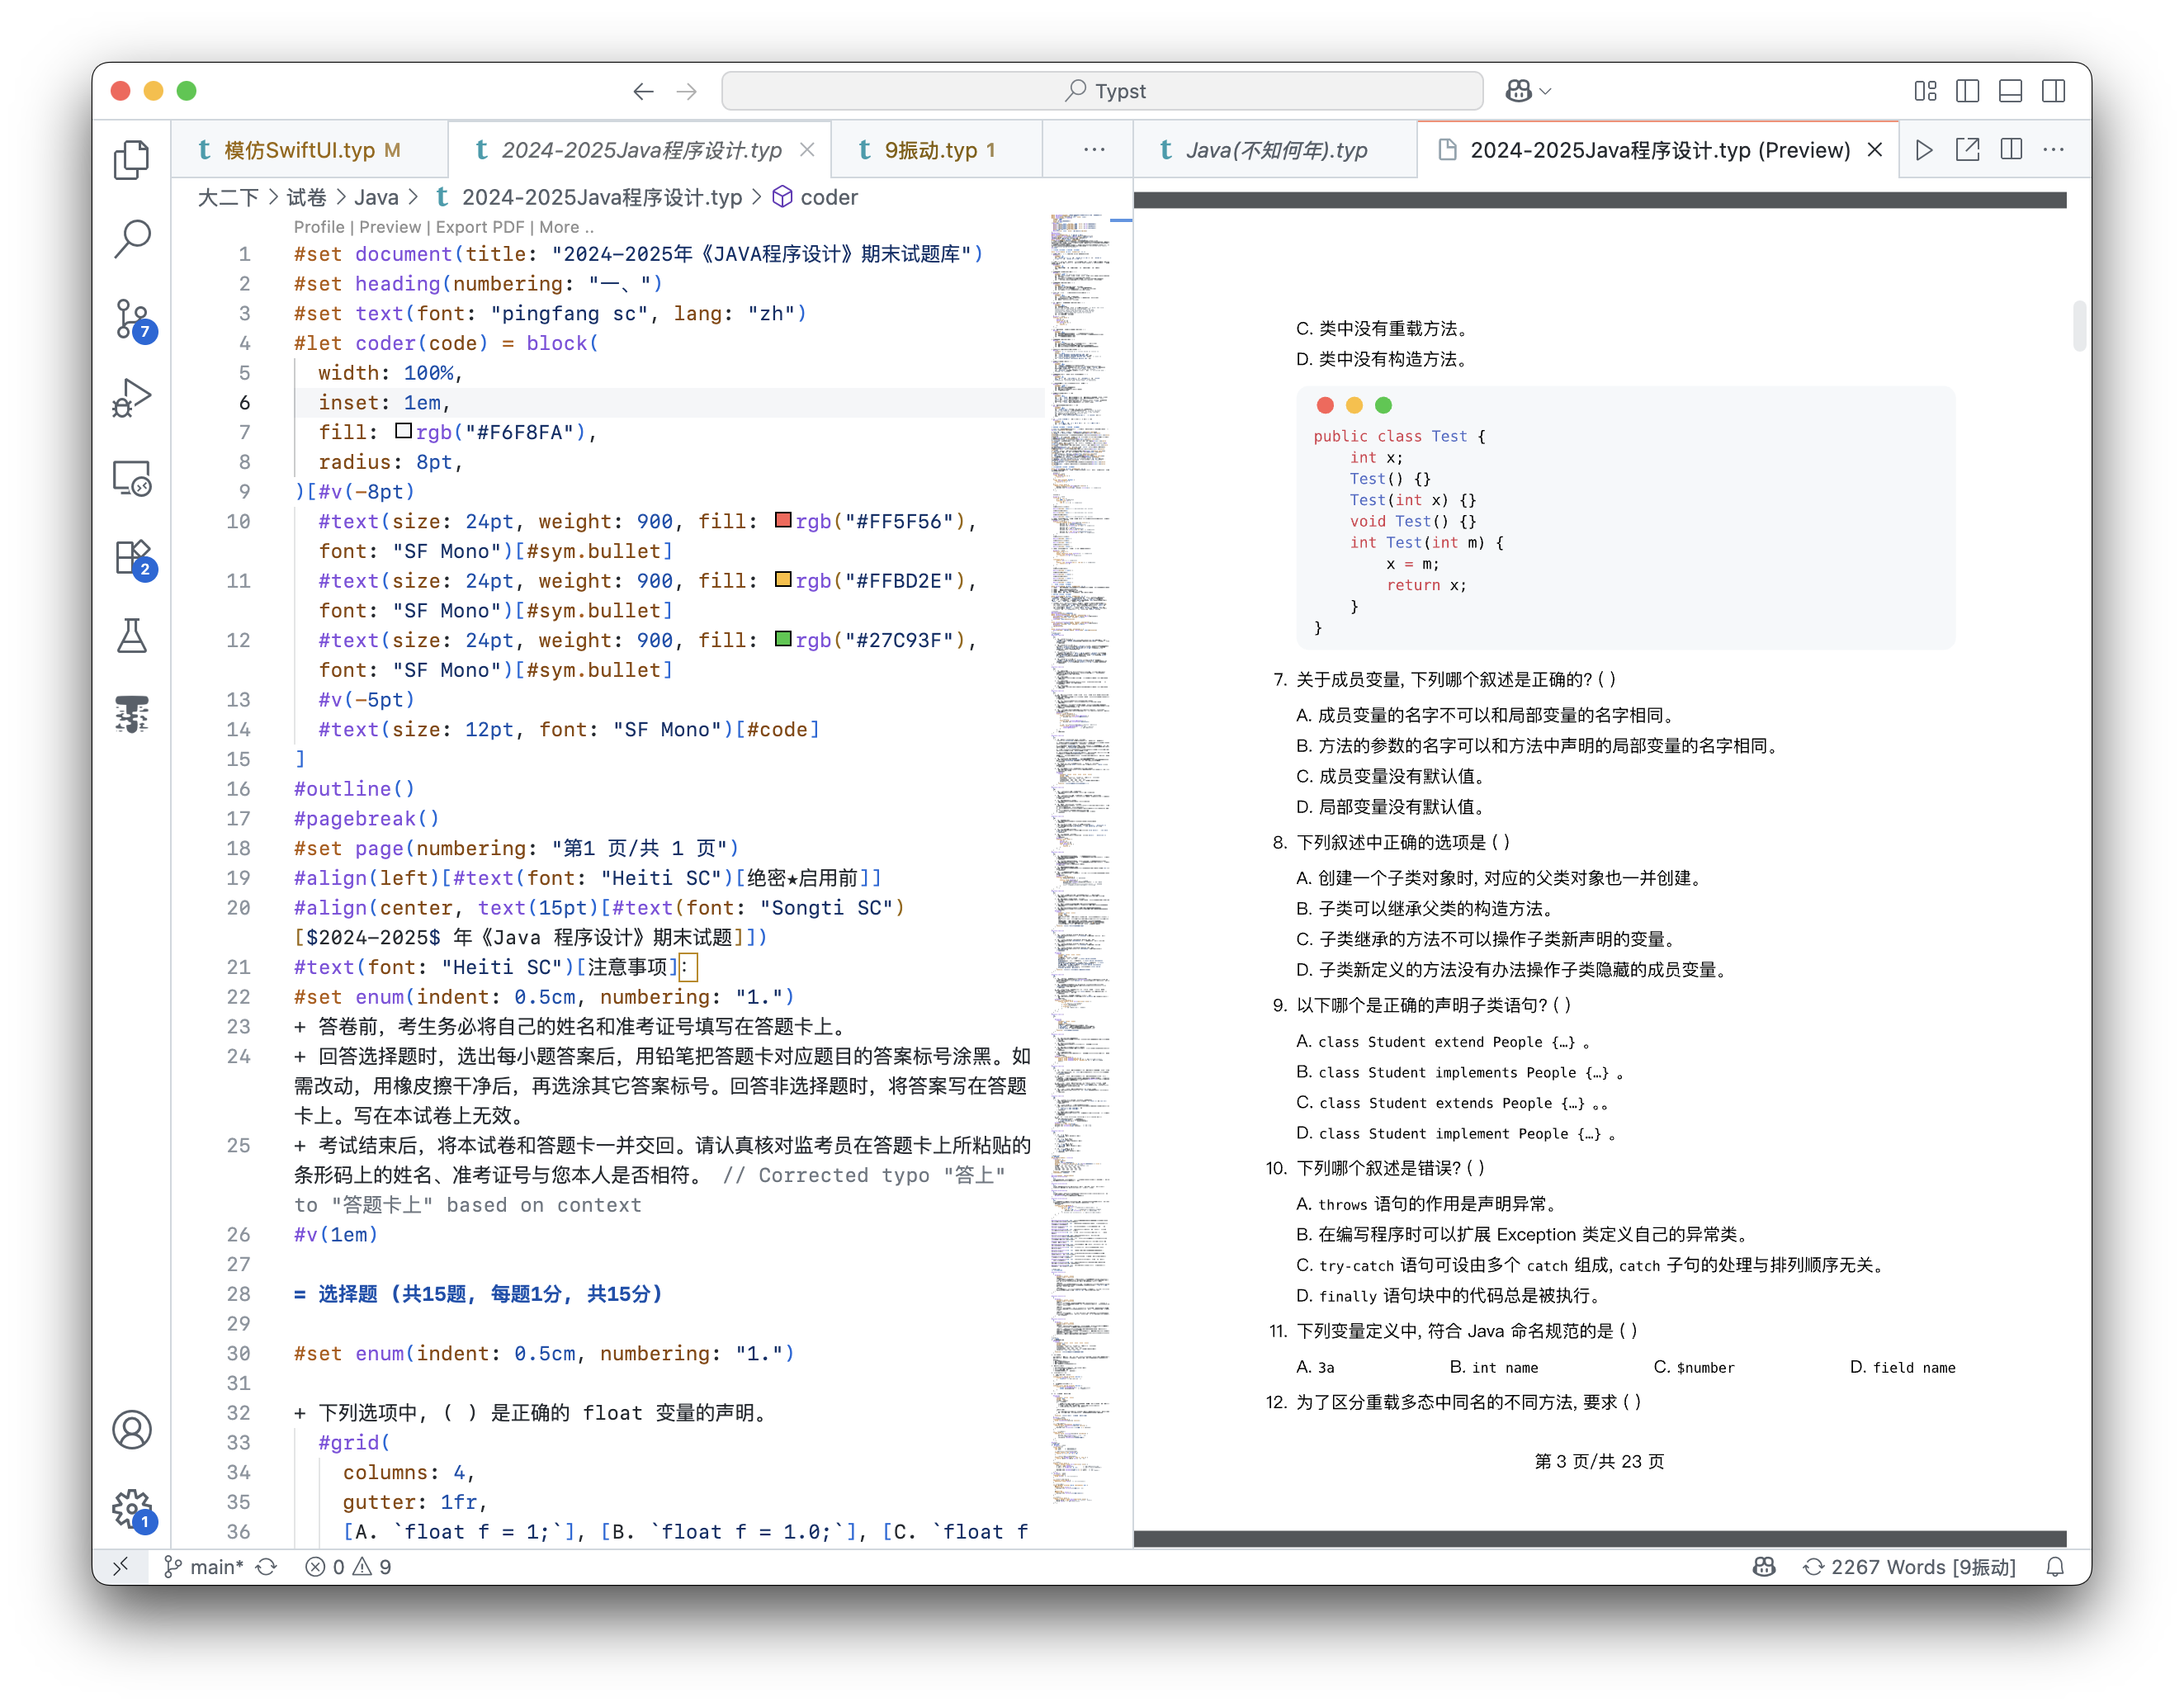 Typst
模仿SwiftUI.typ M
2024-2025Java程序设计.typ
9振动.typ 1
Java(不知何年).typ
2024-2025Java程序设计.typ (Preview)
大二下 > 试卷 > Java > 2024-2025Java程序设计.typ > coder
Profile | Preview | Export PDF | More ..
1 #set document(title: "2024-2025年《JAVA程序设计》期末试题库")
2 #set heading(numbering: "一、")
3 #set text(font: "pingfang sc", lang: "zh")
4 #let coder(code) = block(
5 width: 100%,
6 inset: 1em,
7 fill: rgb("#F6F8FA"),
8 radius: 8pt,
9 )[#v(-8pt)
10 #text(size: 24pt, weight: 900, fill: rgb("#FF5F56"),
font: "SF Mono")[#sym.bullet]
11 #text(size: 24pt, weight: 900, fill: rgb("#FFBD2E"),
font: "SF Mono")[#sym.bullet]
12 #text(size: 24pt, weight: 900, fill: rgb("#27C93F"),
font: "SF Mono")[#sym.bullet]
13 #v(-5pt)
14 #text(size: 12pt, font: "SF Mono")[#code]
15 ]
16 #outline()
17 #pagebreak()
18 #set page(numbering: "第1 页/共 1 页")
19 #align(left)[#text(font: "Heiti SC")[绝密★启用前]]
20 #align(center, text(15pt)[#text(font: "Songti SC")
[$2024-2025$ 年《Java 程序设计》期末试题]])
21 #text(font: "Heiti SC")[注意事项]：
22 #set enum(indent: 0.5cm, numbering: "1.")
23 + 答卷前，考生务必将自己的姓名和准考证号填写在答题卡上。
24 + 回答选择题时，选出每小题答案后，用铅笔把答题卡对应题目的答案标号涂黑。如
需改动，用橡皮擦干净后，再选涂其它答案标号。回答非选择题时，将答案写在答题
卡上。写在本试卷上无效。
25 + 考试结束后，将本试卷和答题卡一并交回。请认真核对监考员在答题卡上所粘贴的
条形码上的姓名、准考证号与您本人是否相符。 // Corrected typo "答上"
to "答题卡上" based on context
26 #v(1em)
27
28 = 选择题 (共15题, 每题1分, 共15分)
29
30 #set enum(indent: 0.5cm, numbering: "1.")
31
32 + 下列选项中, ( ) 是正确的 float 变量的声明。
33 #grid(
34 columns: 4,
35 gutter: 1fr,
36 [A. `float f = 1;`], [B. `float f = 1.0;`], [C. `float f
C. 类中没有重载方法。
D. 类中没有构造方法。
public class Test {
int x;
Test() {}
Test(int x) {}
void Test() {}
int Test(int m) {
x = m;
return x;
}
}
7. 关于成员变量, 下列哪个叙述是正确的? ( )
A. 成员变量的名字不可以和局部变量的名字相同。
B. 方法的参数的名字可以和方法中声明的局部变量的名字相同。
C. 成员变量没有默认值。
D. 局部变量没有默认值。
8. 下列叙述中正确的选项是 ( )
A. 创建一个子类对象时, 对应的父类对象也一并创建。
B. 子类可以继承父类的构造方法。
C. 子类继承的方法不可以操作子类新声明的变量。
D. 子类新定义的方法没有办法操作子类隐藏的成员变量。
9. 以下哪个是正确的声明子类语句? ( )
A. class Student extend People {…} 。
B. class Student implements People {…} 。
C. class Student extends People {…} 。。
D. class Student implement People {…} 。
10. 下列哪个叙述是错误? ( )
A. throws 语句的作用是声明异常。
B. 在编写程序时可以扩展 Exception 类定义自己的异常类。
C. try-catch 语句可设由多个 catch 组成, catch 子句的处理与排列顺序无关。
D. finally 语句块中的代码总是被执行。
11. 下列变量定义中, 符合 Java 命名规范的是 ( )
A. 3a B. int name C. $number D. field name
12. 为了区分重载多态中同名的不同方法, 要求 ( )
第 3 页/共 23 页
7
2
1
main* 0 9
2267 Words [9振动]